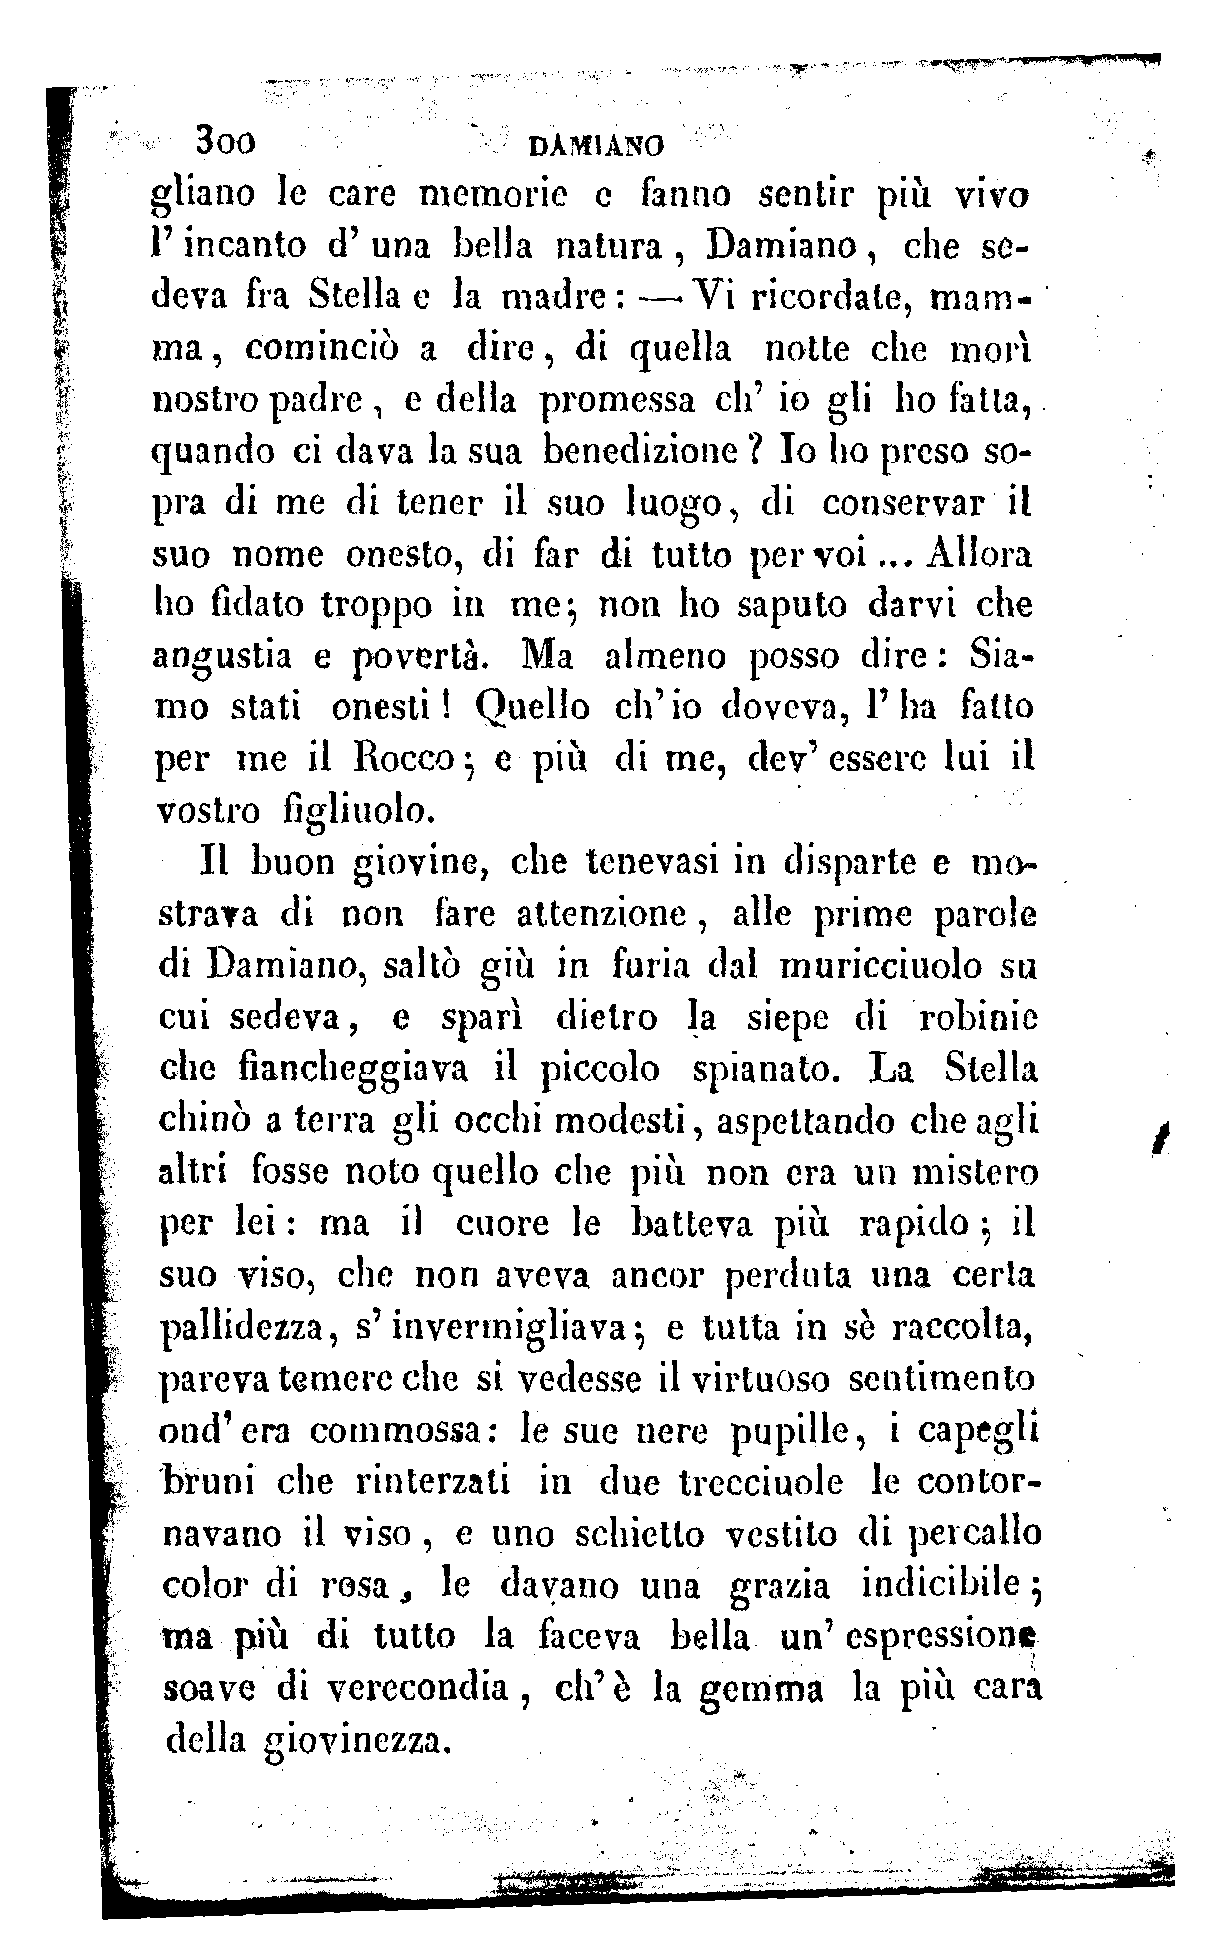 300 DAMIANO
gliano le care memorie e fanno sentir più vivo
l' incanto d' una bella natura, Damiano, che se-
deva fra Stella e la madre: — Vi ricordate, mam-
ma, cominciò a dire, di quella notte che morì
nostro padre, e della promessa ch' io gli ho fatta,
quando ci dava la sua benedizione? Io ho preso so-
pra di me di tener il suo luogo, di conservar il
suo nome onesto, di far di tutto per voi... Allora
ho fidato troppo in me; non ho saputo darvi che
angustia e povertà. Ma almeno posso dire: Sia-
mo stati onesti! Quello ch' io doveva, l' ha fatto
per me il Rocco; e più di me, dev' essere lui il
vostro figliuolo.
Il buon giovine, che tenevasi in disparte e mo-
strava di non fare attenzione, alle prime parole
di Damiano, saltò giù in furia dal muricciuolo su
cui sedeva, e sparì dietro la siepe di robinie
che fiancheggiava il piccolo spianato. La Stella
chinò a terra gli occhi modesti, aspettando che agli
altri fosse noto quello che più non era un mistero
per lei: ma il cuore le batteva più rapido; il
suo viso, che non aveva ancor perduta una certa
pallidezza, s' invermigliava; e tutta in sè raccolta,
pareva temere che si vedesse il virtuoso sentimento
ond' era commossa: le sue nere pupille, i capegli
bruni che rinterzati in due trecciuole le contor-
navano il viso, e uno schietto vestito di percallo
color di rosa, le davano una grazia indicibile;
ma più di tutto la faceva bella un' espressione
soave di verecondia, ch' è la gemma la più cara
della giovinezza.